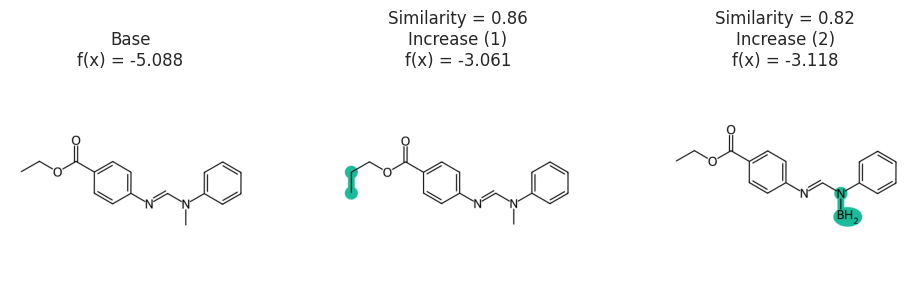 Base
f(x) = -5.088
Similarity = 0.86
Increase (1)
f(x) = -3.061
Similarity = 0.82
Increase (2)
f(x) = -3.118
O
O
N
N
O
O
N
N
O
O
N
N
BH2